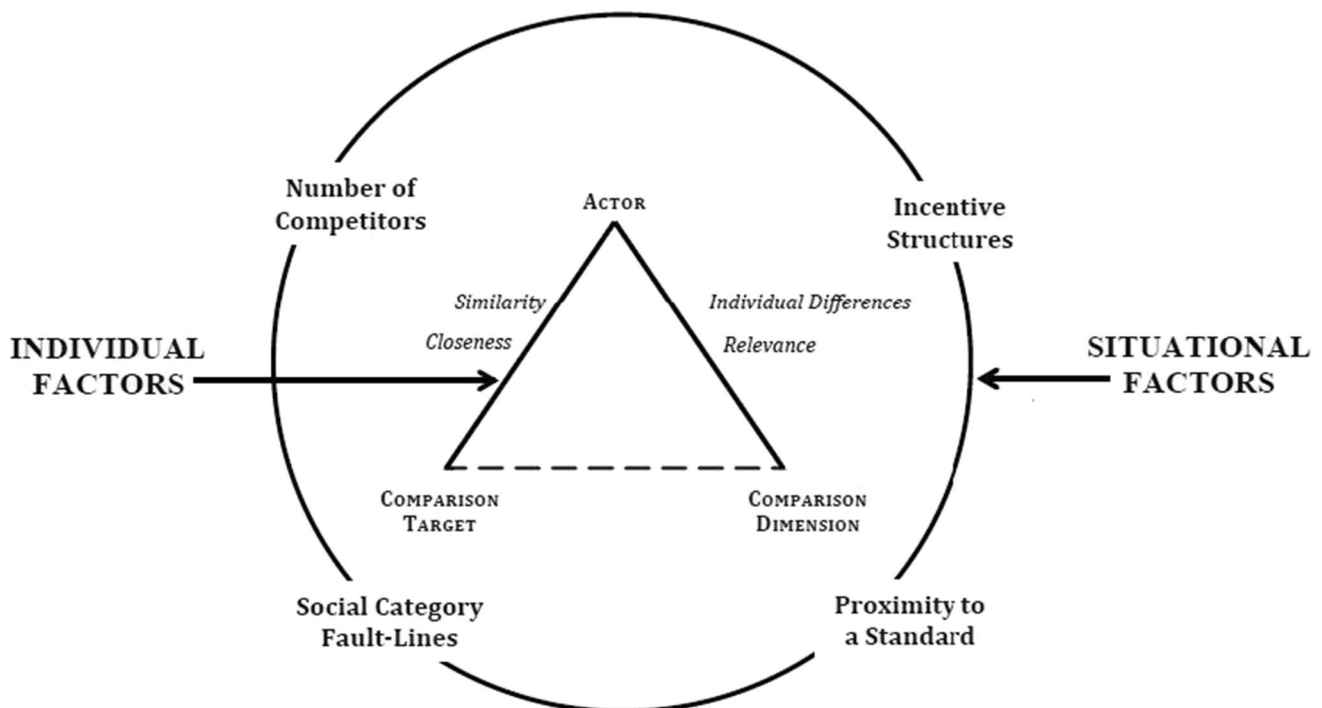 Number of
Competitors
ACTOR
Incentive
Structures
Similarity
Closeness
Individual Differences
Relevance
INDIVIDUAL
FACTORS
SITUATIONAL
FACTORS
COMPARISON
TARGET
COMPARISON
DIMENSION
Social Category
Fault-Lines
Proximity to
a Standard